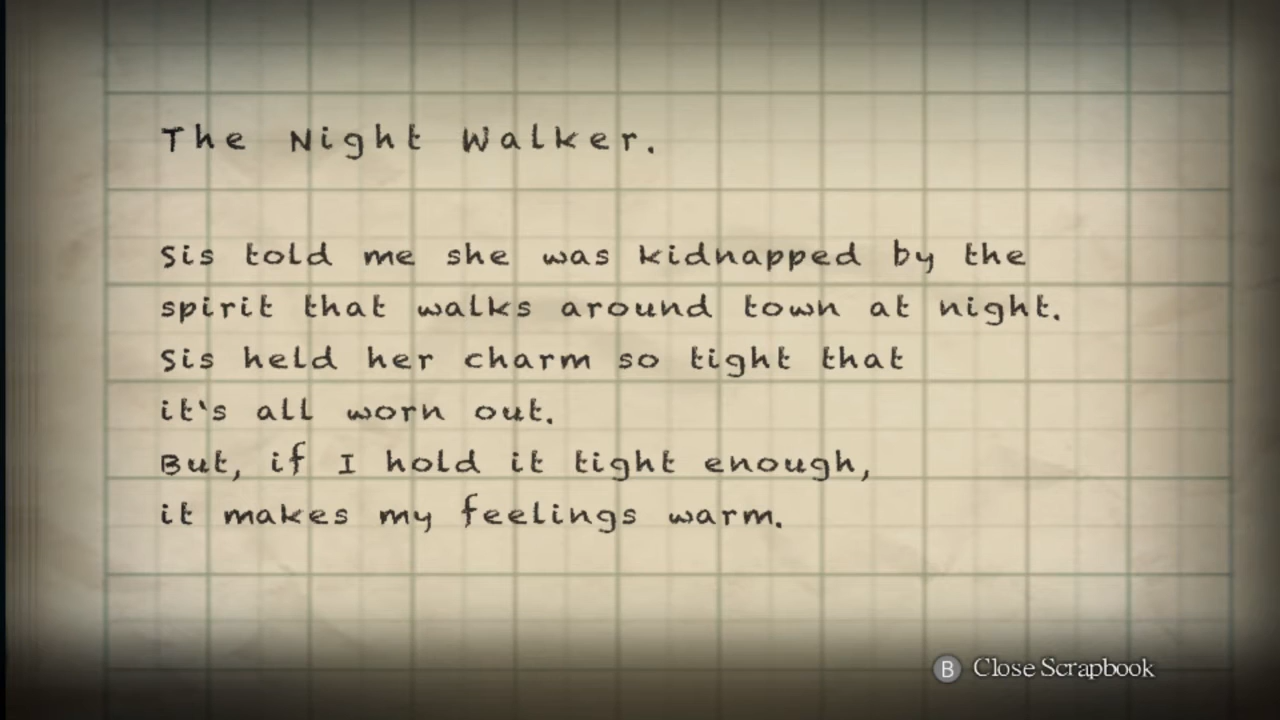 The Night Walker.
Sis told me she was kidnapped by the
spirit that walks around town at night.
Sis held her charm so tight that
it's all worn out.
But, if I hold it tight enough,
it makes my feelings warm.
B Close Scrapbook